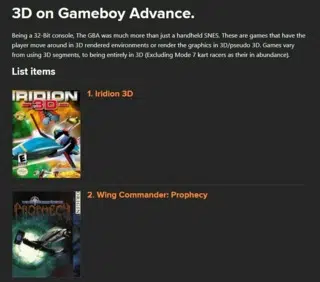 3D on Gameboy Advance.
Being a 32-Bit console, The GBA was much more than just a handheld SNES. These are games that have the
player move around in 3D rendered environments or render the graphics in 3D/pseudo 3D. Games vary
from using 3D segments, to being entirely in 3D (Excluding Mode 7 kart racers as their in abundance).
List items
IRIDION
3D
1. Iridion 3D
PROPHECY
2. Wing Commander: Prophecy